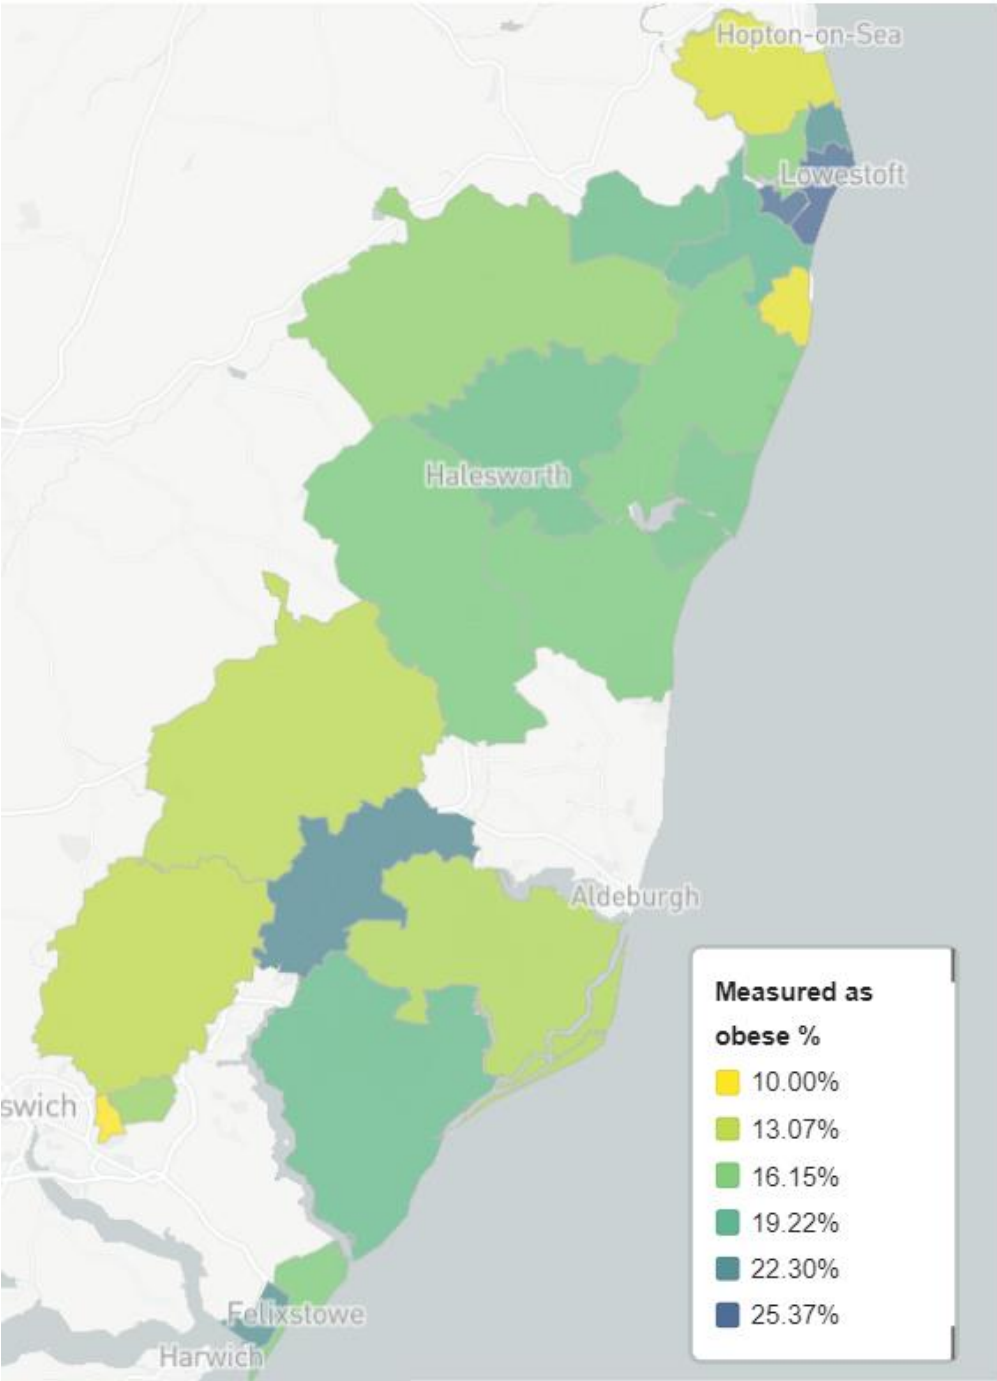 Hopton-on-Sea
Lowestoft
Halesworth
Aldeburgh
Measured as
obese %
10.00%
13.07%
16.15%
19.22%
22.30%
25.37%
swich
Felixstowe
Harwich